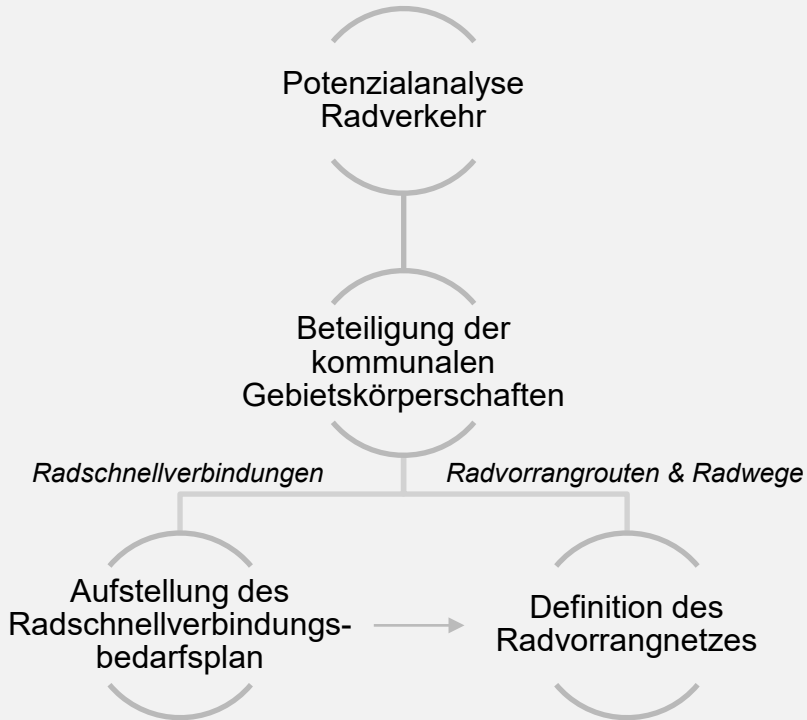 Potenzialanalyse
Radverkehr
Beteiligung der
kommunalen
Gebietskörperschaften
Radschnellverbindungen
Radvorrangrouten & Radwege
Aufstellung des
Radschnellverbindungs-
bedarfsplan
Definition des
Radvorrangnetzes